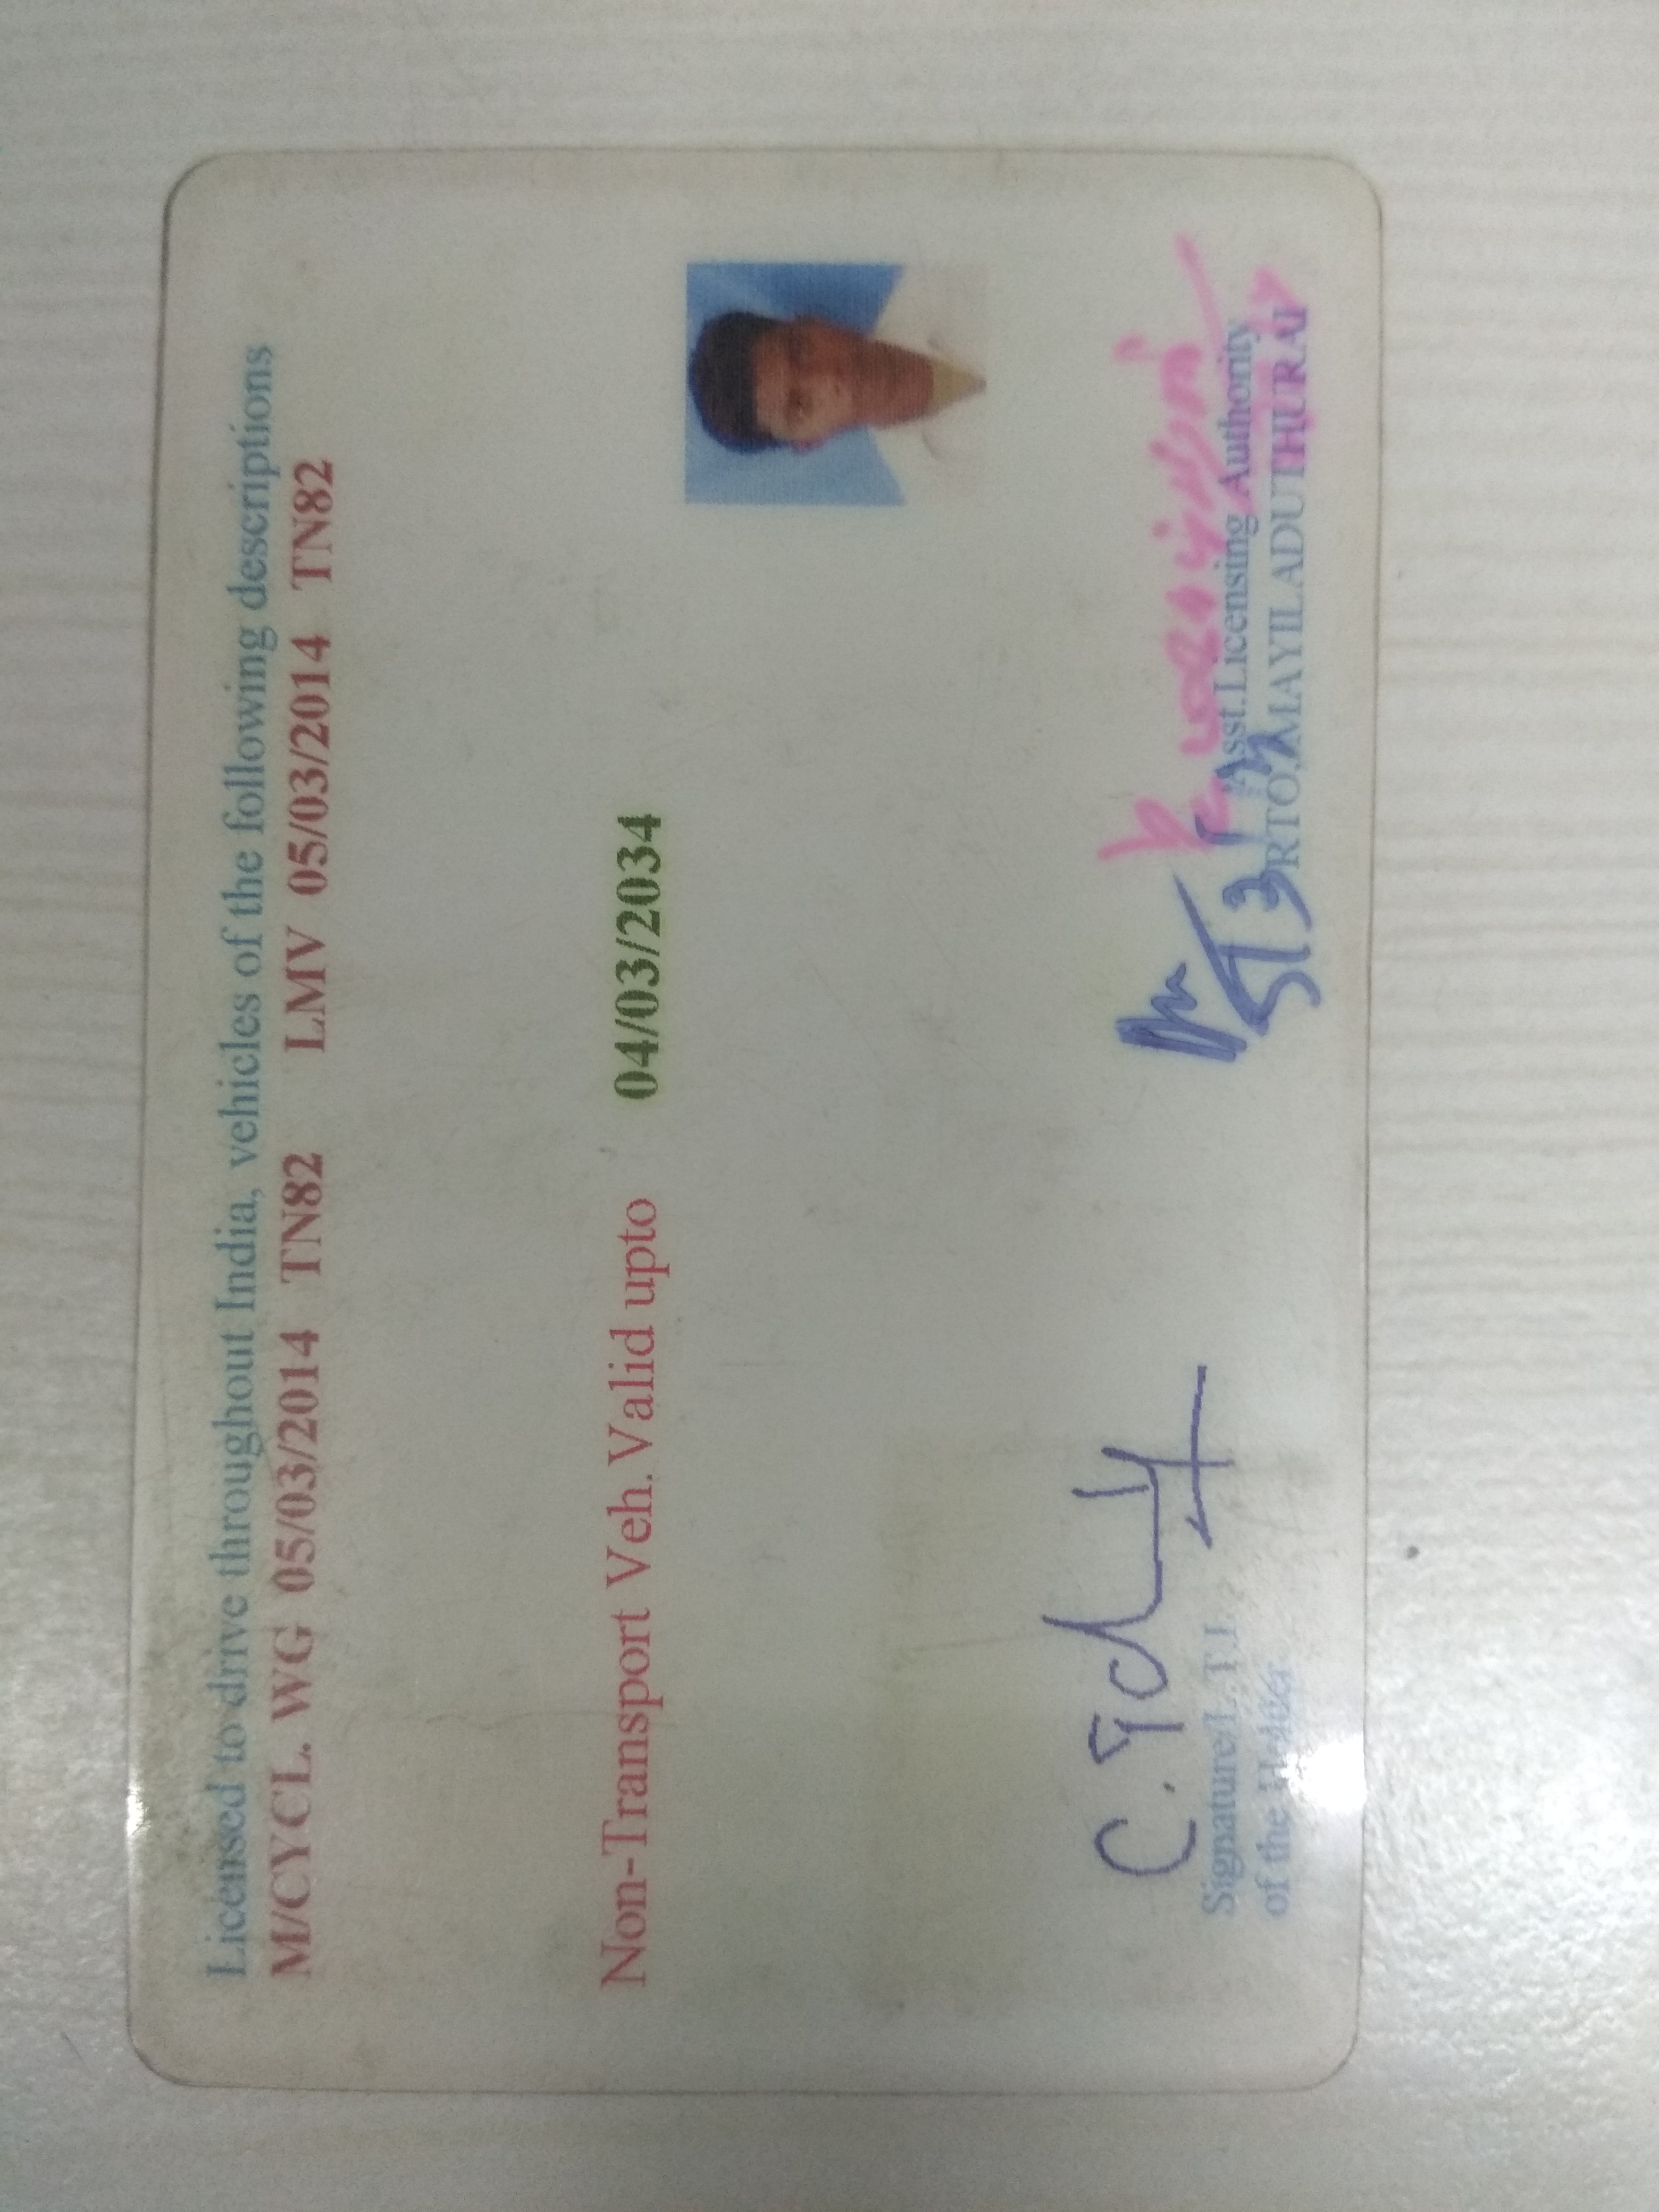 Licensed to drive throughout India, vehicles of the following descriptions
M/CYCL. WG 05/03/2014 TN82 LMV 05/03/2014 TN82
Non-Transport Veh. Valid upto 04/03/2034
Signature/L.T.I.
of the Holder
Asst.Licensing Authority
RTO,MAYILADUTHURAI